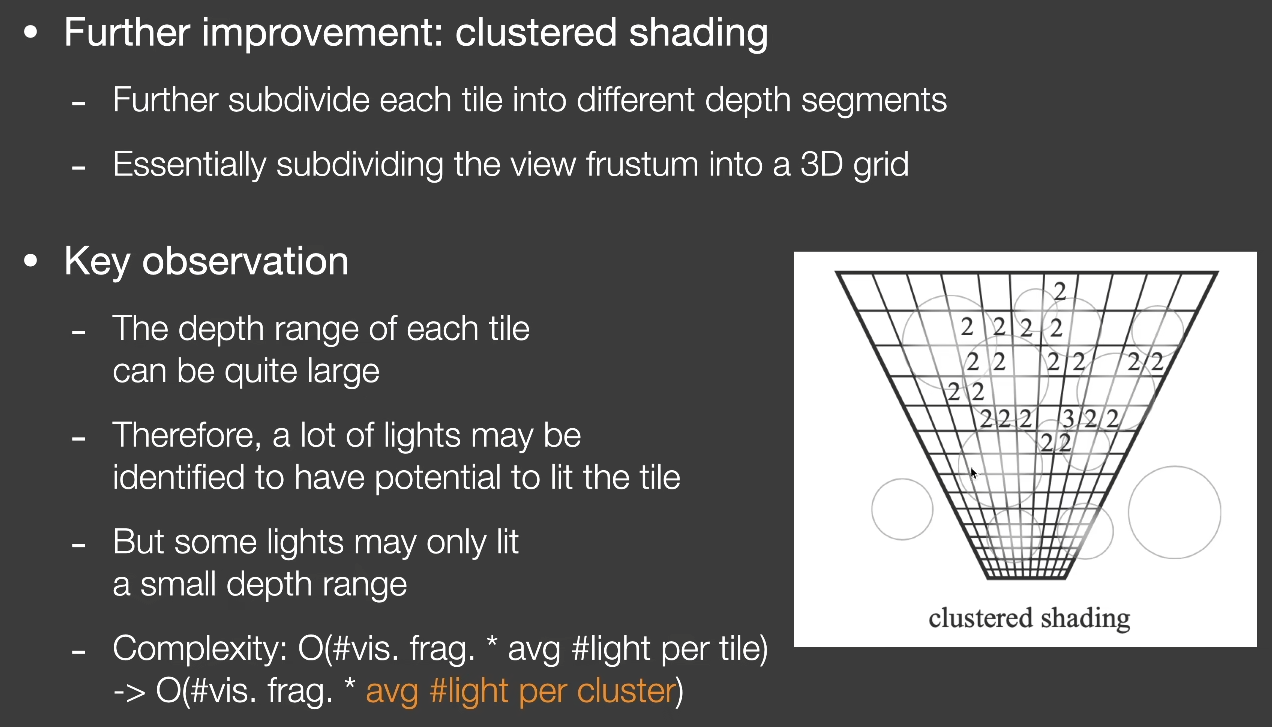 • Further improvement: clustered shading
- Further subdivide each tile into different depth segments
- Essentially subdividing the view frustum into a 3D grid
• Key observation
- The depth range of each tile
can be quite large
- Therefore, a lot of lights may be
identified to have potential to lit the tile
- But some lights may only lit
a small depth range
- Complexity: O(#vis. frag. * avg #light per tile)
-> O(#vis. frag. * avg #light per cluster)
2
2 2 2 2
2 2 2 2 2 2
2 2
2 2 2 3 2 2
2 2
clustered shading